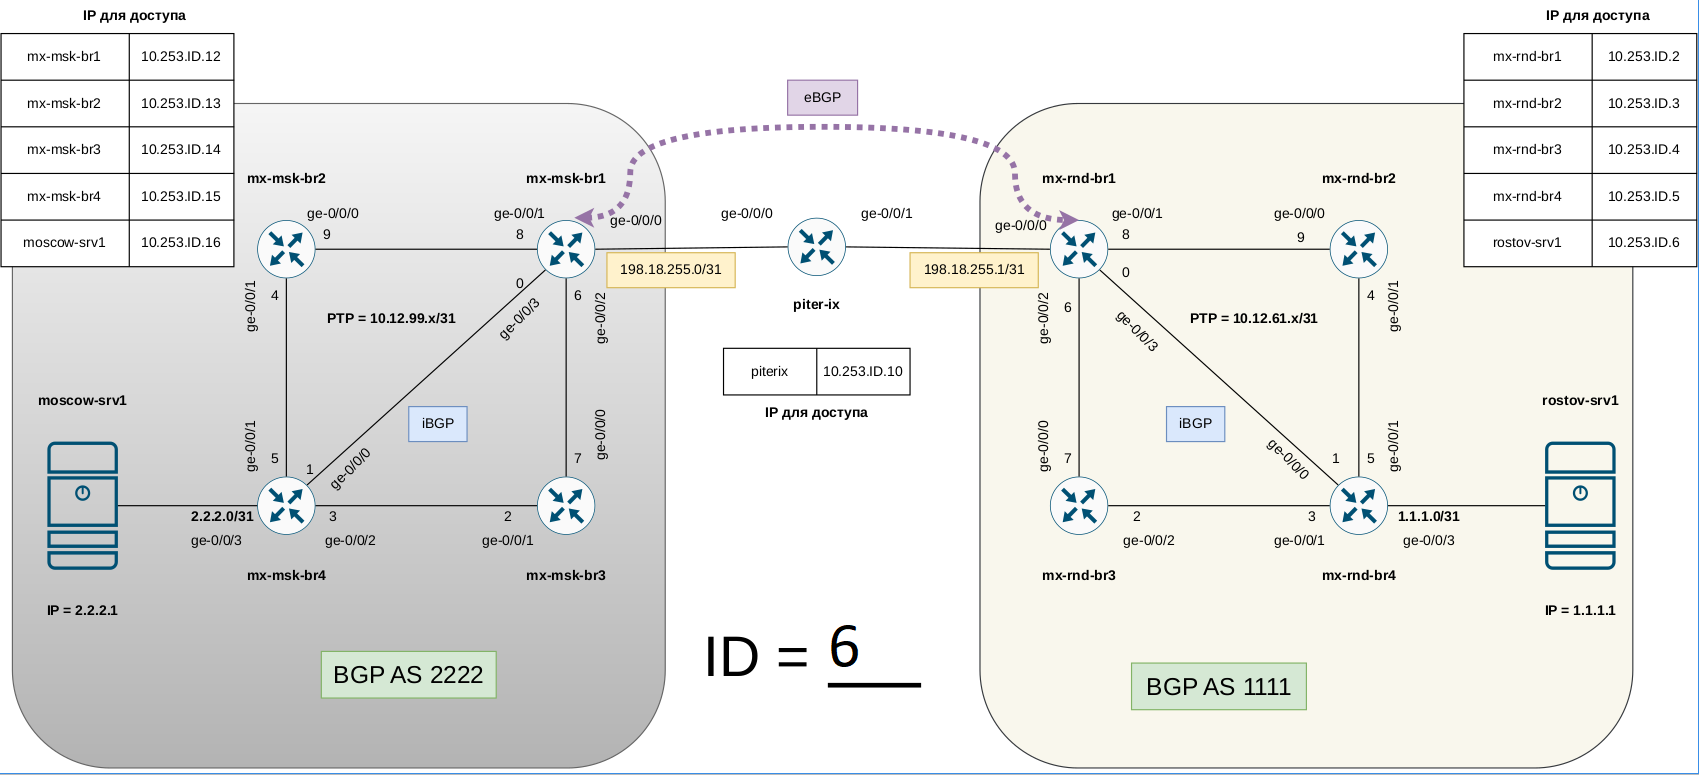 IP для доступа
mx-msk-br1 10.253.ID.12
mx-msk-br2 10.253.ID.13
mx-msk-br3 10.253.ID.14
mx-msk-br4 10.253.ID.15
moscow-srv1 10.253.ID.16
IP для доступа
mx-rnd-br1 10.253.ID.2
mx-rnd-br2 10.253.ID.3
mx-rnd-br3 10.253.ID.4
mx-rnd-br4 10.253.ID.5
rostov-srv1 10.253.ID.6
eBGP
mx-msk-br2
mx-msk-br1
ge-0/0/0
9
ge-0/0/1
8
ge-0/0/0
198.18.255.0/31
0
ge-0/0/3
6
ge-0/0/2
4
ge-0/0/1
PTP = 10.12.99.x/31
iBGP
moscow-srv1
ge-0/0/1
5
1
ge-0/0/0
7
ge-0/0/0
2.2.2.0/31
ge-0/0/3
3
ge-0/0/2
2
ge-0/0/1
mx-msk-br4
mx-msk-br3
IP = 2.2.2.1
BGP AS 2222
ge-0/0/0
ge-0/0/1
piter-ix
piterix 10.253.ID.10
IP для доступа
ID = 6
mx-rnd-br1
mx-rnd-br2
ge-0/0/0
ge-0/0/1
8
ge-0/0/0
9
198.18.255.1/31
0
ge-0/0/3
6
ge-0/0/2
4
ge-0/0/1
PTP = 10.12.61.x/31
iBGP
rostov-srv1
ge-0/0/0
7
ge-0/0/0
1
5
ge-0/0/1
2
ge-0/0/2
3
ge-0/0/1
1.1.1.0/31
ge-0/0/3
mx-rnd-br3
mx-rnd-br4
IP = 1.1.1.1
BGP AS 1111